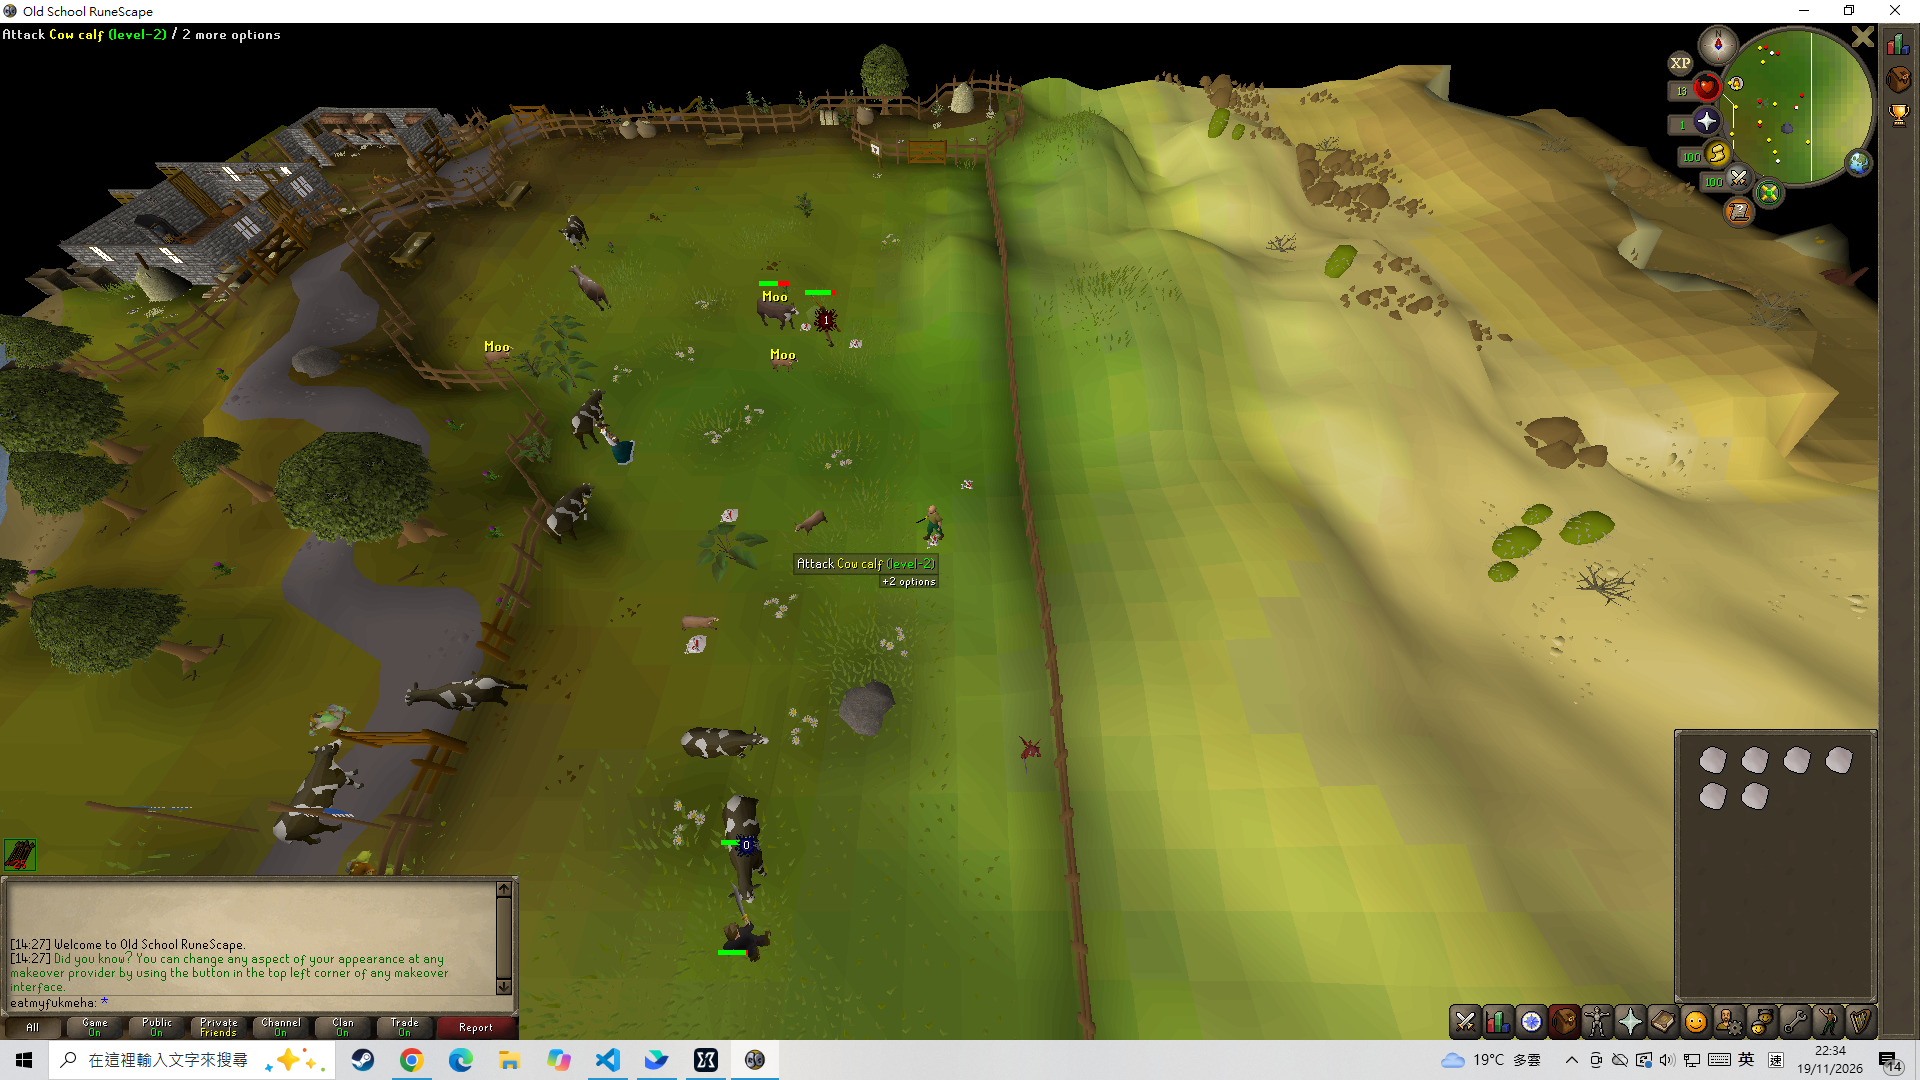 Old School RuneScape
Attack Cow calf (level-2) / 2 more options
N
XP
13
1
100
100
Moo
1
Moo
Moo
Attack Cow calf (level-2)
+2 options
0
25
[14:27] Welcome to Old School RuneScape.
[14:27] Did you know? You can change any aspect of your appearance at any
makeover provider by using the button in the top left corner of any makeover
interface.
eatmyfukmeha: *
All
Game
On
Public
On
Private
Friends
Channel
On
Clan
On
Trade
On
Report
在這裡輸入文字來搜尋
19°C 多雲
英
速
22:34
19/11/2026
14